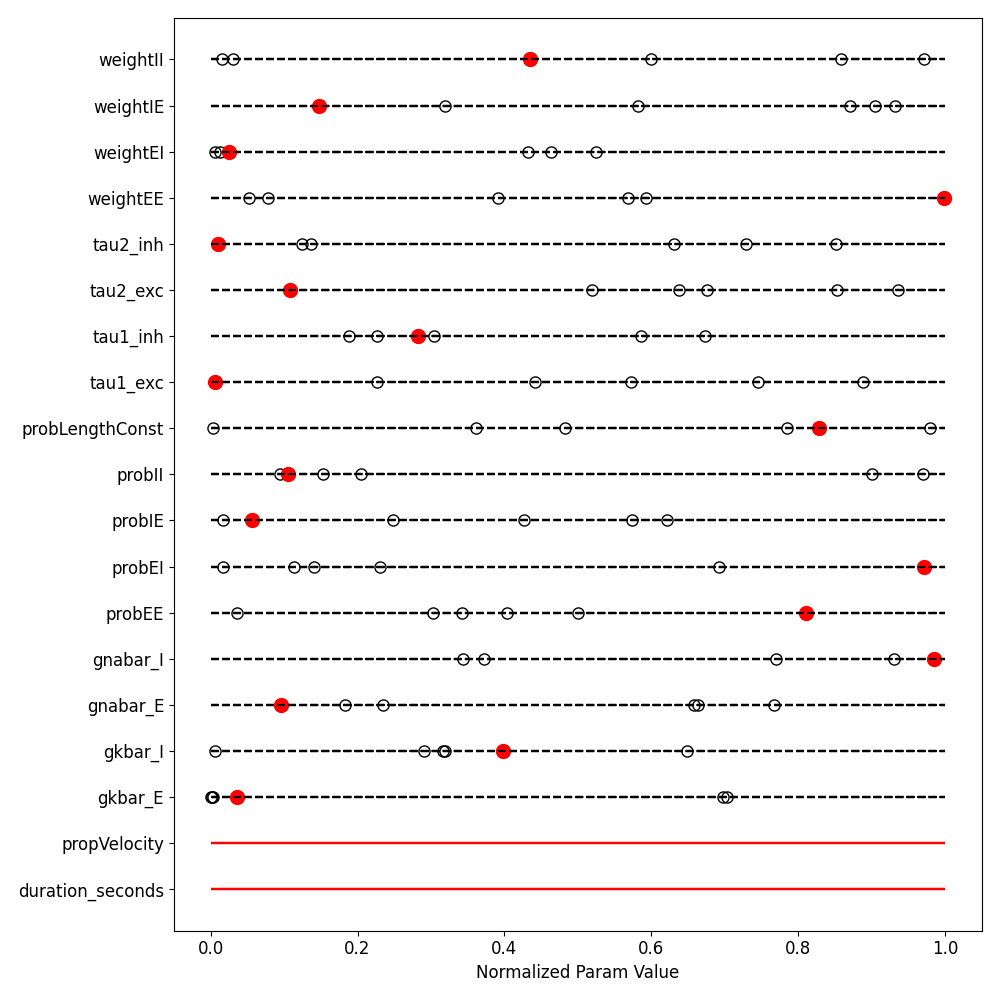 weightII
weightIE
weightEI
weightEE
tau2_inh
tau2_exc
tau1_inh
tau1_exc
probLengthConst
probII
probIE
probEI
probEE
gnabar_I
gnabar_E
gkbar_I
gkbar_E
propVelocity
duration_seconds
0.0 0.2 0.4 0.6 0.8 1.0
Normalized Param Value